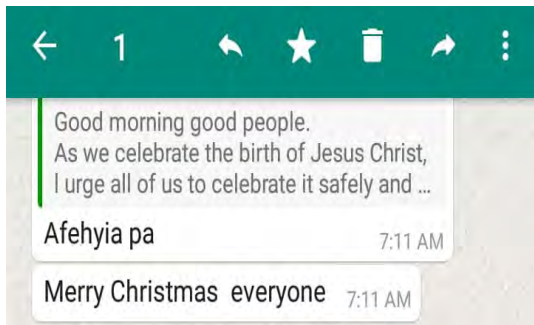 1
Good morning good people.
As we celebrate the birth of Jesus Christ,
I urge all of us to celebrate it safely and ...
Afehyia pa
7:11 AM
Merry Christmas everyone
7:11 AM